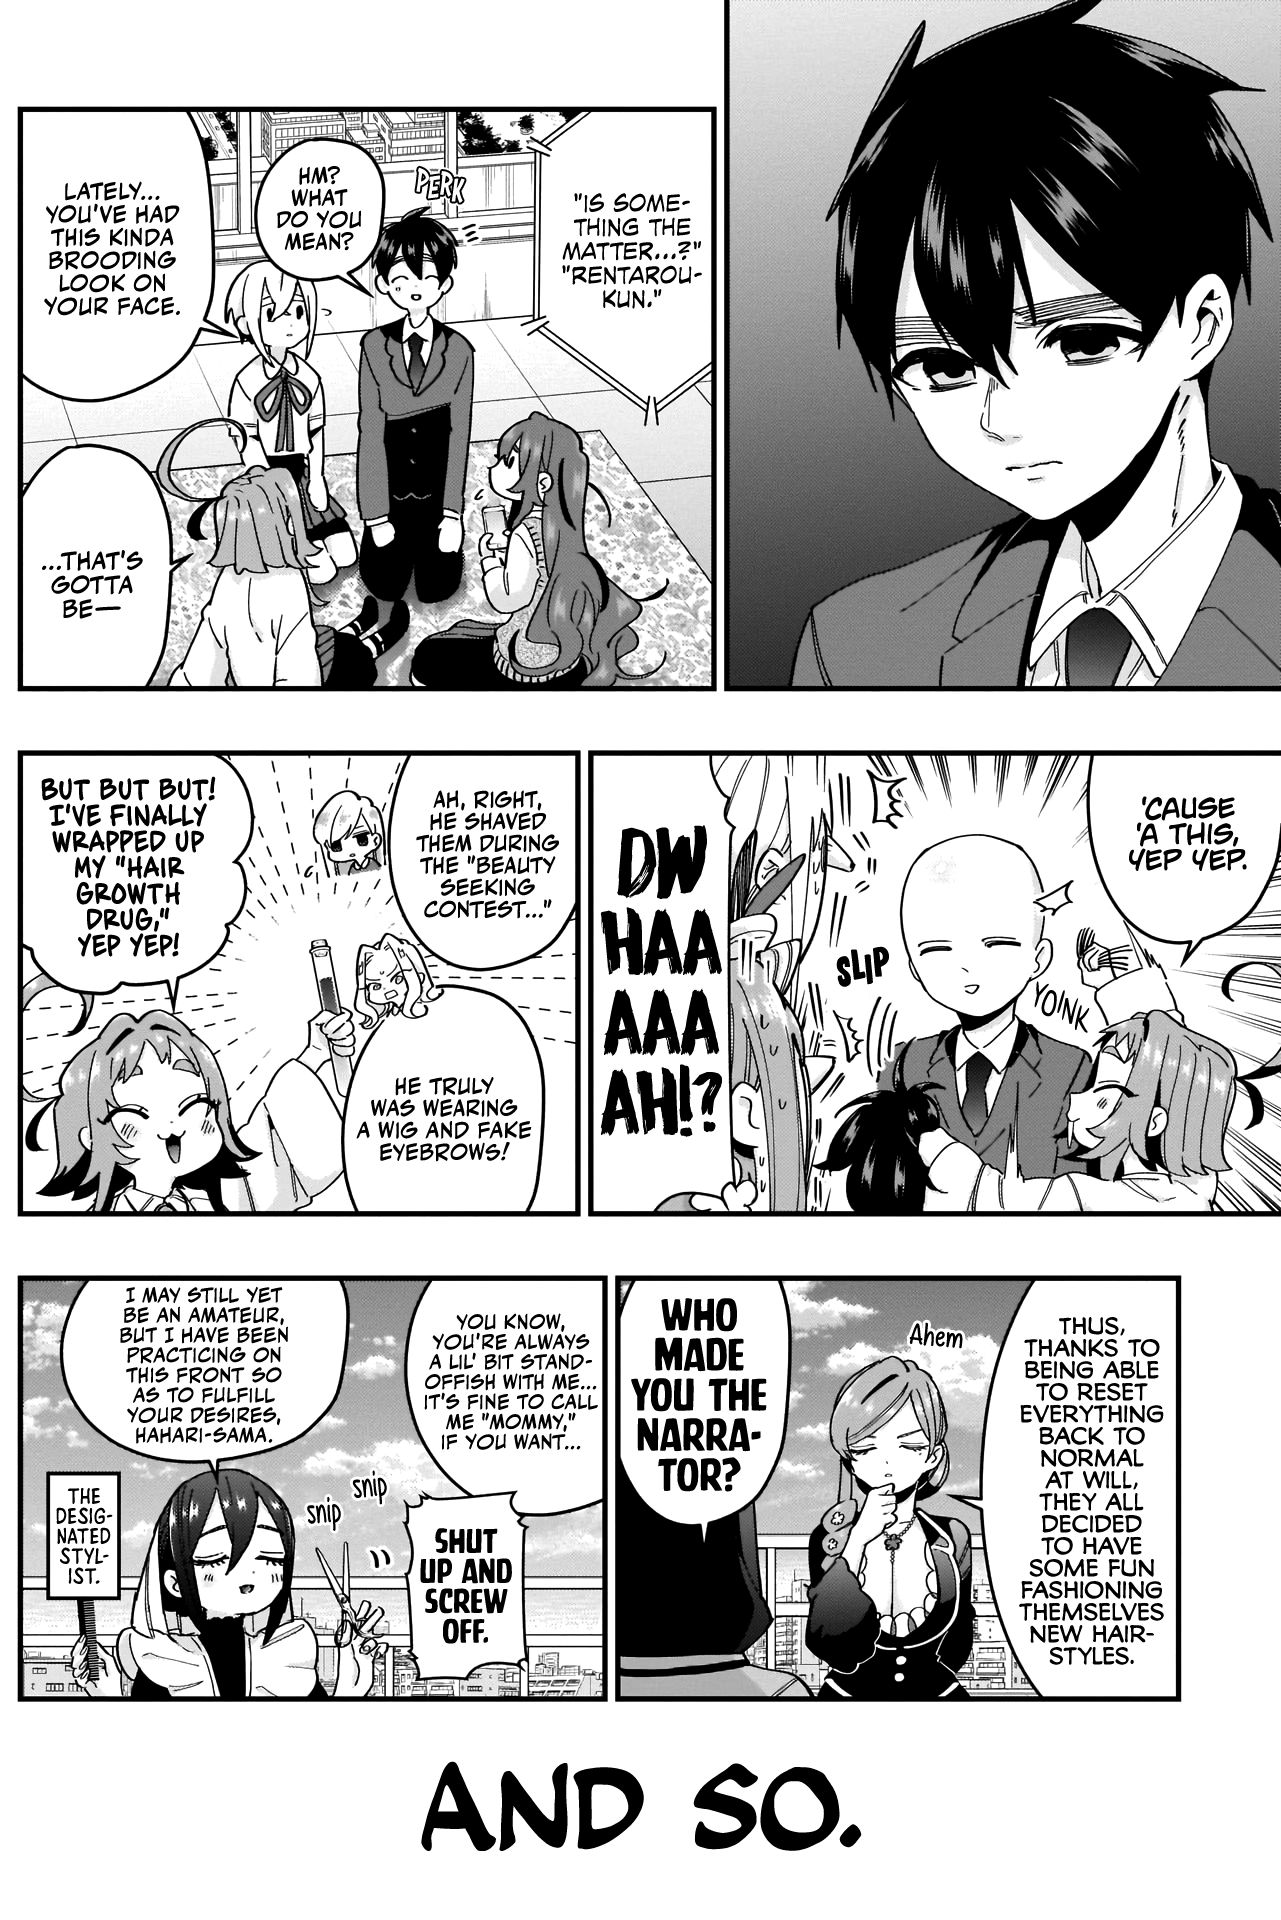 "IS SOME-
THING THE
MATTER...?"
"RENTAROU-
KUN."
PERK
HM?
WHAT
DO YOU
MEAN?
LATELY...
YOU'VE HAD
THIS KINDA
BROODING
LOOK ON
YOUR FACE.
...THAT'S
GOTTA
BE—
'CAUSE
'A THIS,
YEP YEP.
YOINK
SLIP
DW
HAA
AAA
AH!?
AH, RIGHT,
HE SHAVED
THEM DURING
THE "BEAUTY
SEEKING
CONTEST..."
HE TRULY
WAS WEARING
A WIG AND FAKE
EYEBROWS!
BUT BUT BUT!
I'VE FINALLY
WRAPPED UP
MY "HAIR
GROWTH
DRUG,"
YEP YEP!
THUS,
THANKS TO
BEING ABLE
TO RESET
EVERYTHING
BACK TO
NORMAL
AT WILL,
THEY ALL
DECIDED
TO HAVE
SOME FUN
FASHIONING
THEMSELVES
NEW HAIR-
STYLES.
Ahem
WHO
MADE
YOU THE
NARRA-
TOR?
YOU KNOW,
YOU'RE ALWAYS
A LIL' BIT STAND-
OFFISH WITH ME...
IT'S FINE TO CALL
ME "MOMMY,"
IF YOU WANT...
SHUT
UP AND
SCREW
OFF.
I MAY STILL YET
BE AN AMATEUR,
BUT I HAVE BEEN
PRACTICING ON
THIS FRONT SO
AS TO FULFILL
YOUR DESIRES,
HAHARI-SAMA.
snip
snip
THE
DESIG-
NATED
STYL-
IST.
AND SO.